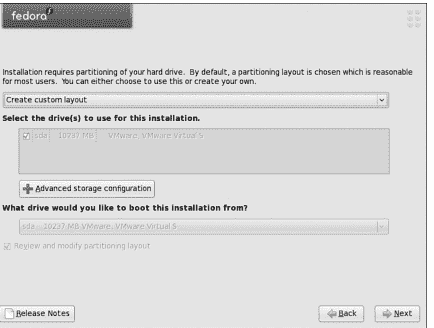 fedora
Installation requires partitioning of your hard drive. By default, a partitioning layout is chosen which is reasonable
for most users. You can either choose to use this or create your own.
Create custom layout
Select the drive(s) to use for this installation.
sda 10237 MB VMware, VMware Virtual S
Advanced storage configuration
What drive would you like to boot this installation from?
sda 10237 MB VMware, VMware Virtual S
Review and modify partitioning layout
Release Notes
Back
Next